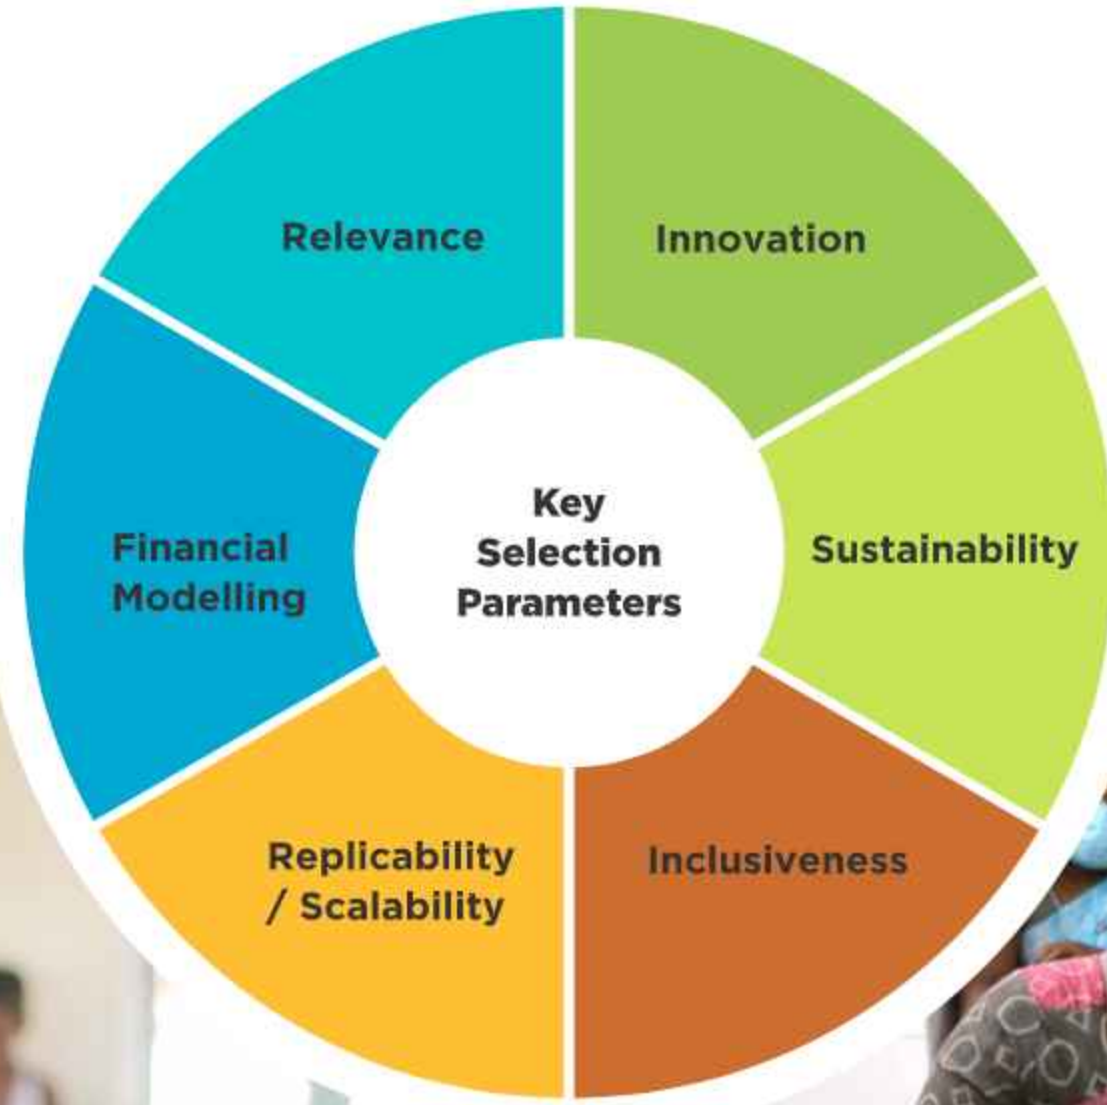 Relevance
Innovation
Key
Selection
Parameters
Financial
Modelling
Sustainability
Replicability
/ Scalability
Inclusiveness